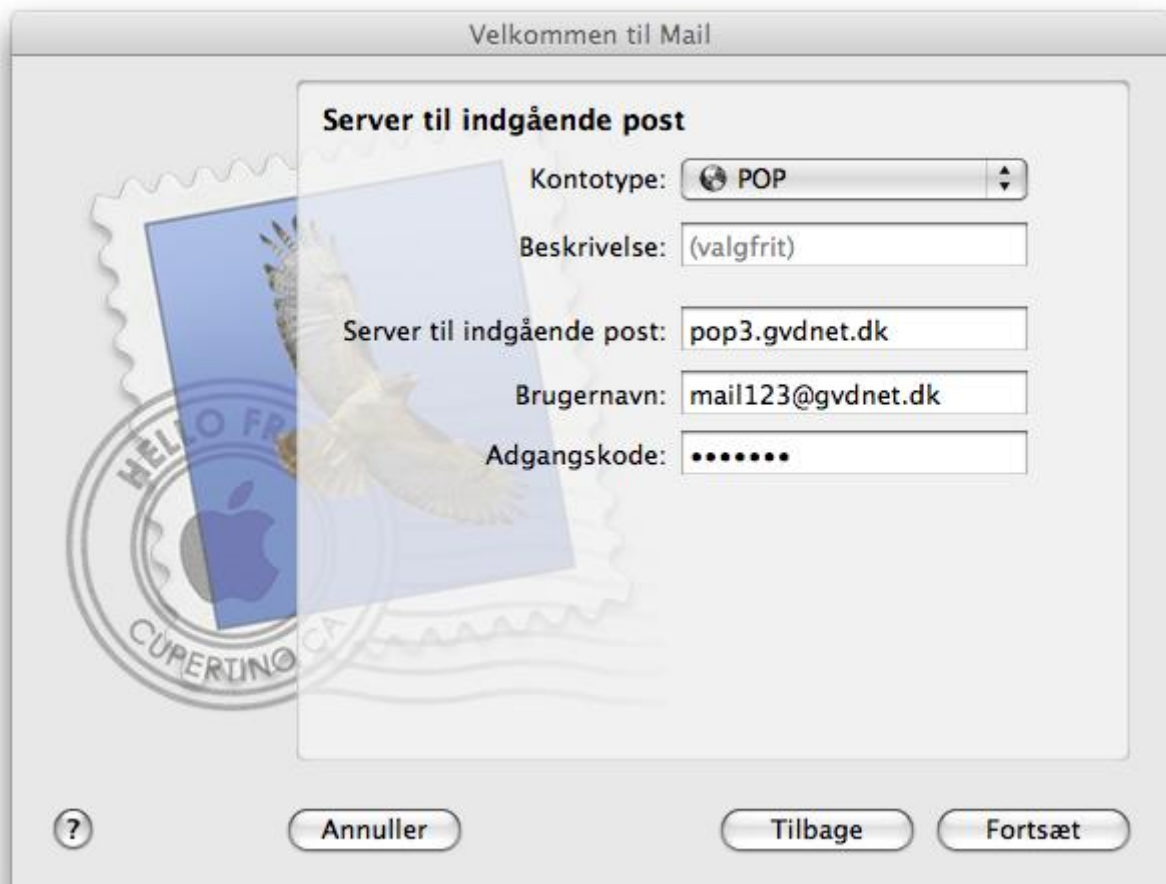 Velkommen til Mail
Server til indgående post
Kontotype: POP
Beskrivelse: (valgfrit)
Server til indgående post: pop3.gvdnet.dk
Brugernavn: mail123@gvdnet.dk
Adgangskode: •••••••
HELLO FR
CUPERTINO CA
? Annuller Tilbage Fortsæt